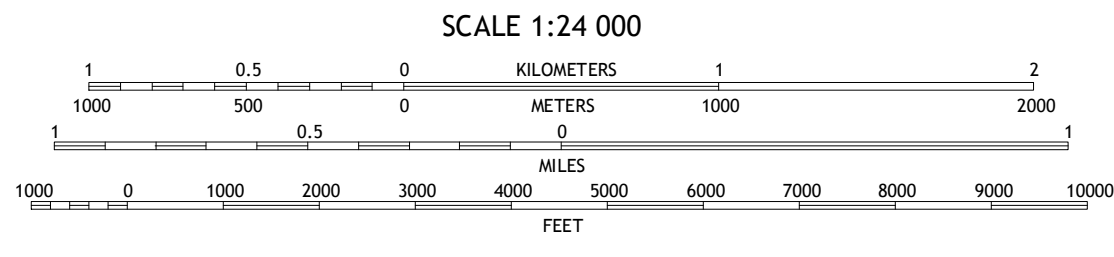 SCALE 1:24 000
1 0.5 0 KILOMETERS 1 2
1000 500 0 METERS 1000 2000
1 0.5 0 1
MILES
1000 0 1000 2000 3000 4000 5000 6000 7000 8000 9000 10000
FEET